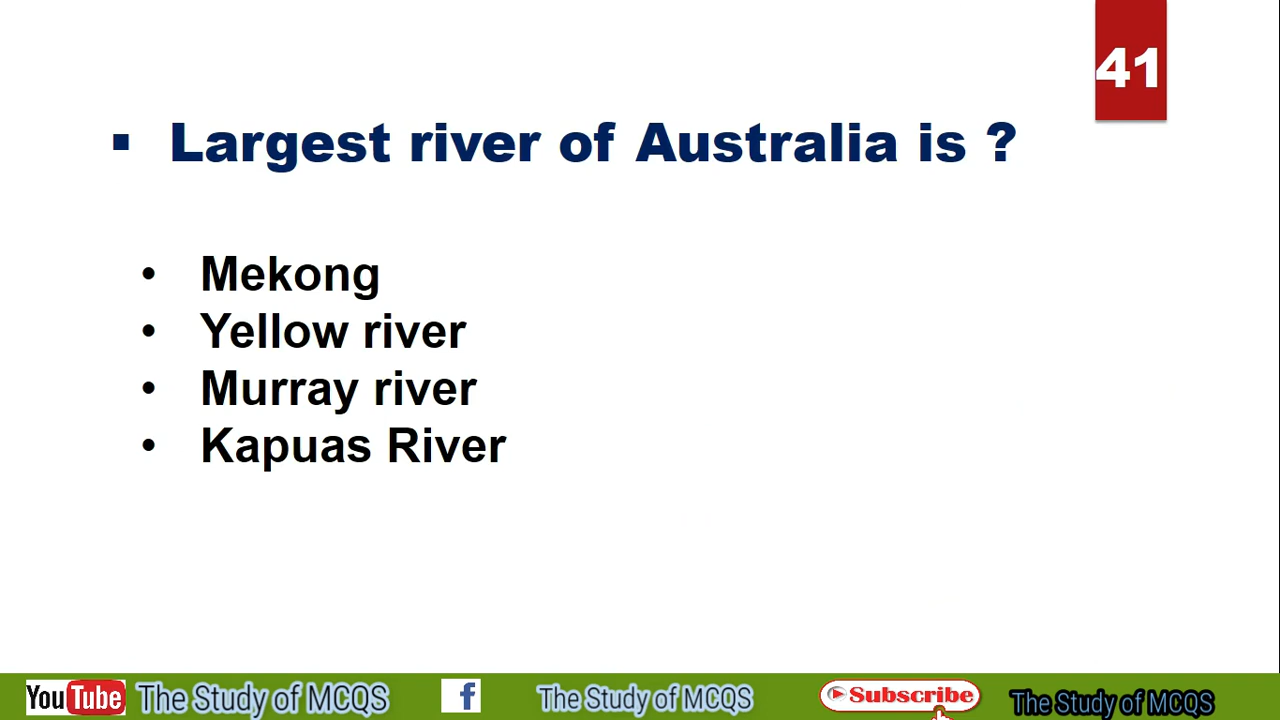 41
▪ Largest river of Australia is ?
• Mekong
• Yellow river
• Murray river
• Kapuas River
YouTube The Study of MCQS f The Study of MCQS Subscribe The Study of MCQS